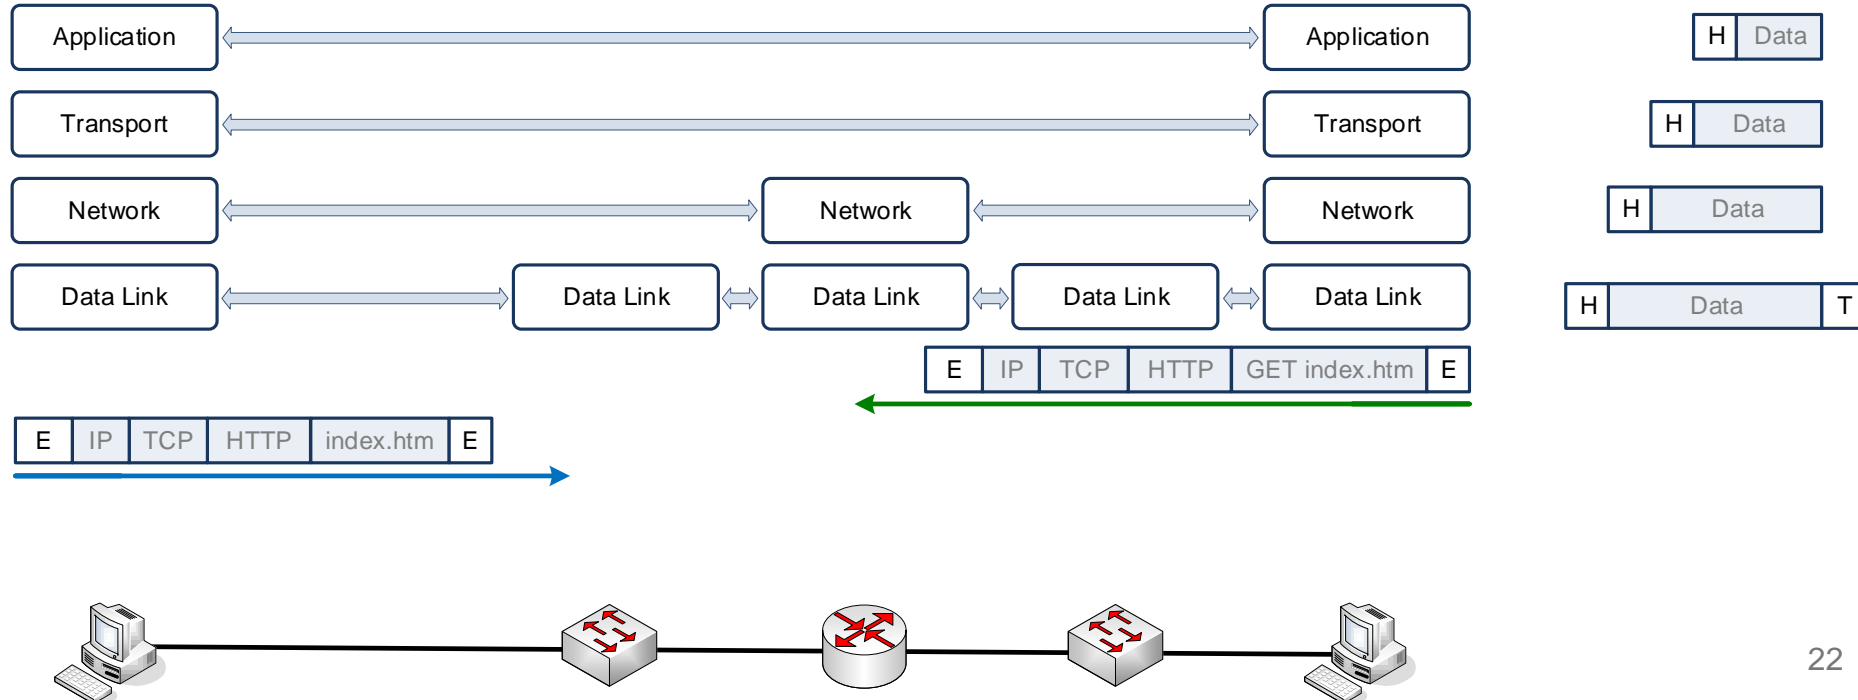 Application Application H Data
Transport Transport H Data
Network Network Network H Data
Data Link Data Link Data Link Data Link Data Link H Data T
E IP TCP HTTP GET index.htm E
E IP TCP HTTP index.htm E
22